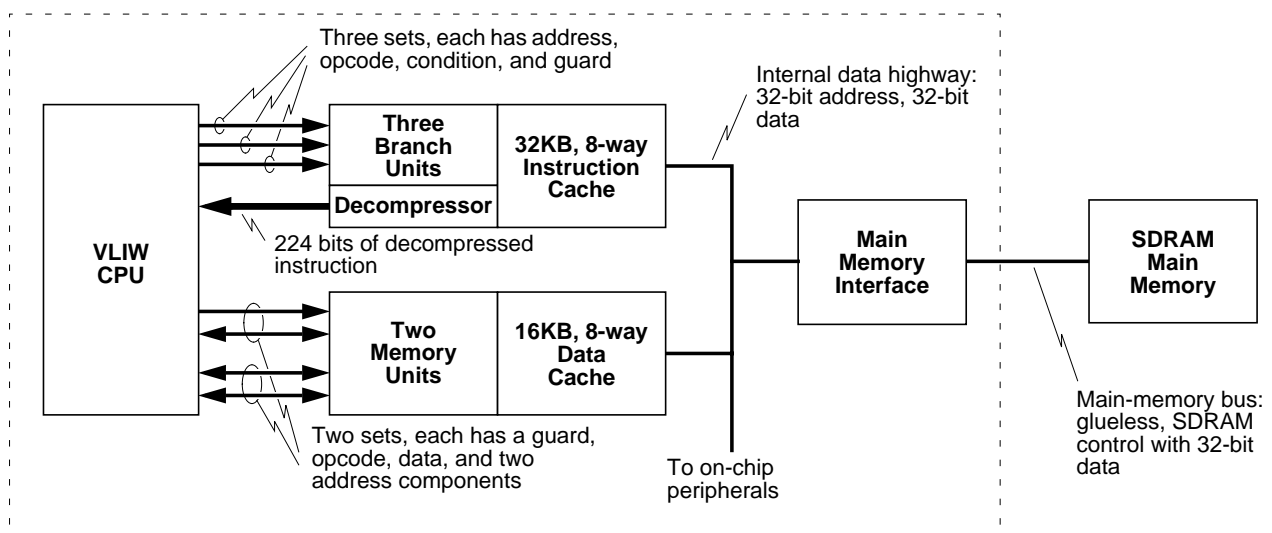 Three sets, each has address,
opcode, condition, and guard
Internal data highway:
32-bit address, 32-bit
data
Three
Branch
Units
32KB, 8-way
Instruction
Cache
Decompressor
224 bits of decompressed
instruction
VLIW
CPU
Main
Memory
Interface
SDRAM
Main
Memory
Two
Memory
Units
16KB, 8-way
Data
Cache
Two sets, each has a guard,
opcode, data, and two
address components
To on-chip
peripherals
Main-memory bus:
glueless, SDRAM
control with 32-bit
data